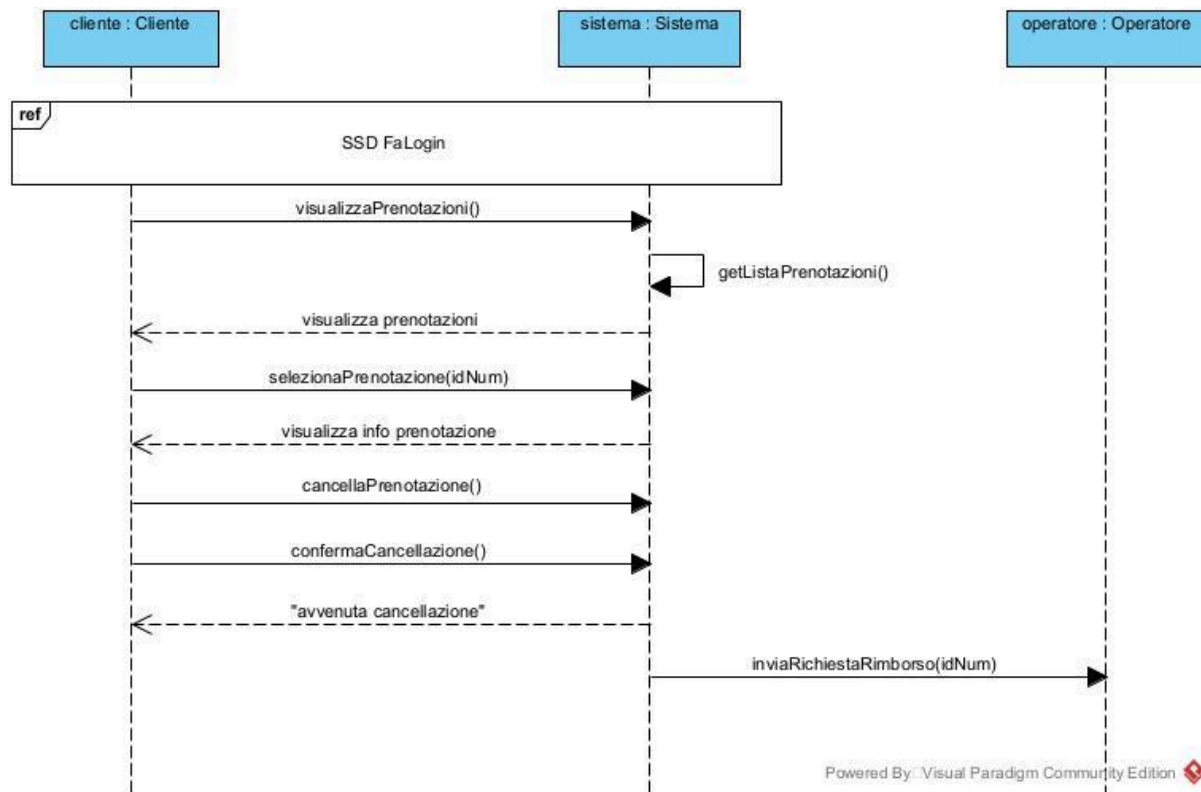 cliente : Cliente
sistema : Sistema
operatore : Operatore
ref
SSD FaLogin
visualizzaPrenotazioni()
getListaPrenotazioni()
visualizza prenotazioni
selezionaPrenotazione(idNum)
visualizza info prenotazione
cancellaPrenotazione()
confermaCancellazione()
"avvenuta cancellazione"
inviaRichiestaRimborso(idNum)
Powered By Visual Paradigm Community Edition